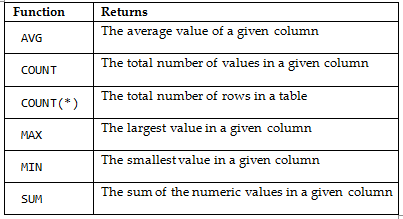 Function Returns
AVG The average value of a given column
COUNT The total number of values in a given column
COUNT(*) The total number of rows in a table
MAX The largest value in a given column
MIN The smallest value in a given column
SUM The sum of the numeric values in a given column